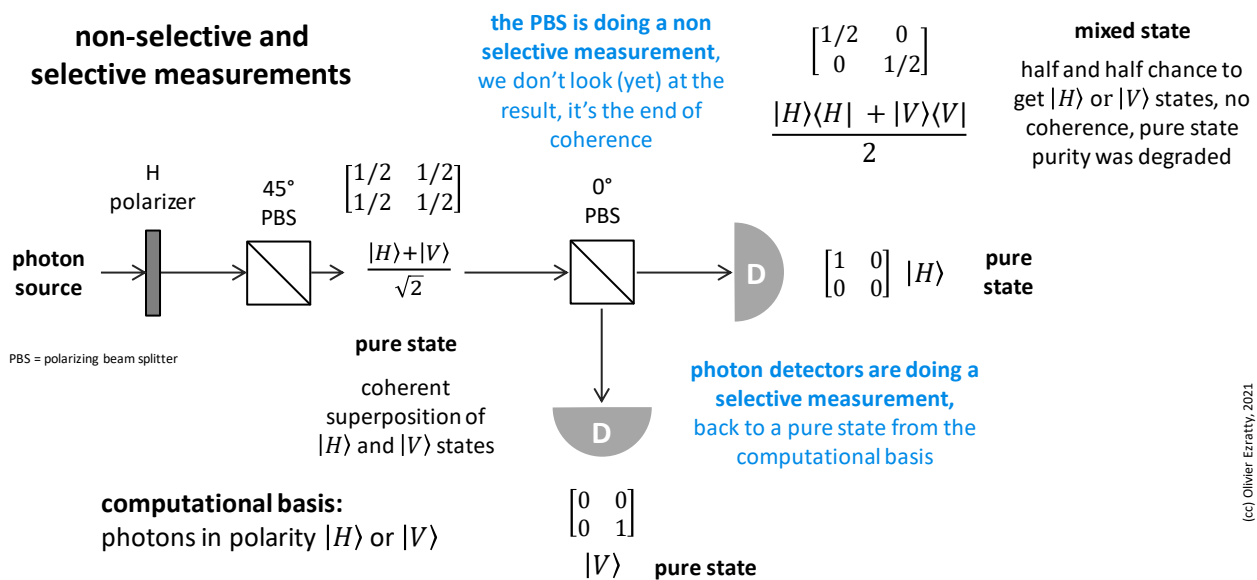 non-selective and
selective measurements
the PBS is doing a non
selective measurement,
we don't look (yet) at the
result, it's the end of
coherence
[1/2 0
0 1/2]
|H⟩⟨H| + |V⟩⟨V|
2
mixed state
half and half chance to
get |H⟩ or |V⟩ states, no
coherence, pure state
purity was degraded
H
polarizer
45°
PBS
[1/2 1/2
1/2 1/2]
0°
PBS
photon
source
|H⟩+|V⟩
√2
D
[1 0
0 0] |H⟩
pure
state
PBS = polarizing beam splitter
pure state
coherent
superposition of
|H⟩ and |V⟩ states
D
photon detectors are doing a
selective measurement,
back to a pure state from the
computational basis
computational basis:
photons in polarity |H⟩ or |V⟩
[0 0
0 1]
|V⟩ pure state
(cc) Olivier Ezratty, 2021